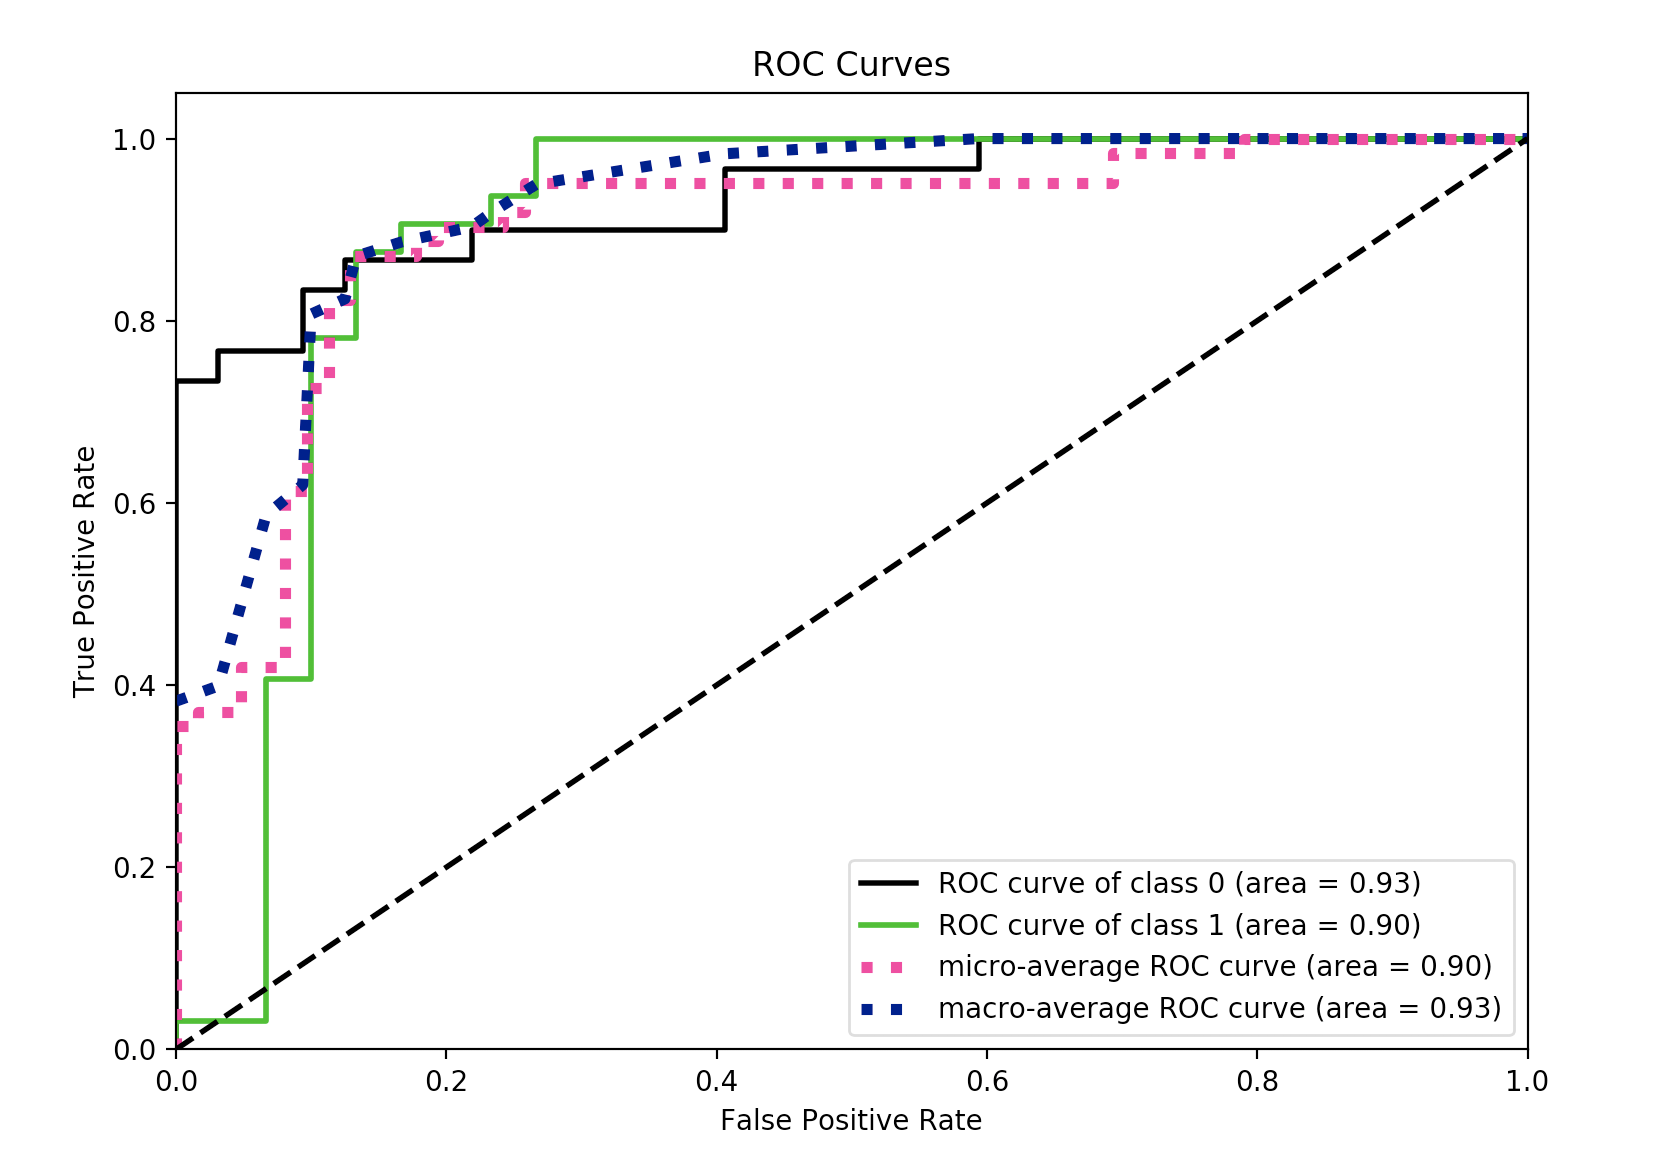 ROC Curves
1.0
0.8
0.6
0.4
0.2
0.0
True Positive Rate
0.0 0.2 0.4 0.6 0.8 1.0
False Positive Rate
ROC curve of class 0 (area = 0.93)
ROC curve of class 1 (area = 0.90)
micro-average ROC curve (area = 0.90)
macro-average ROC curve (area = 0.93)